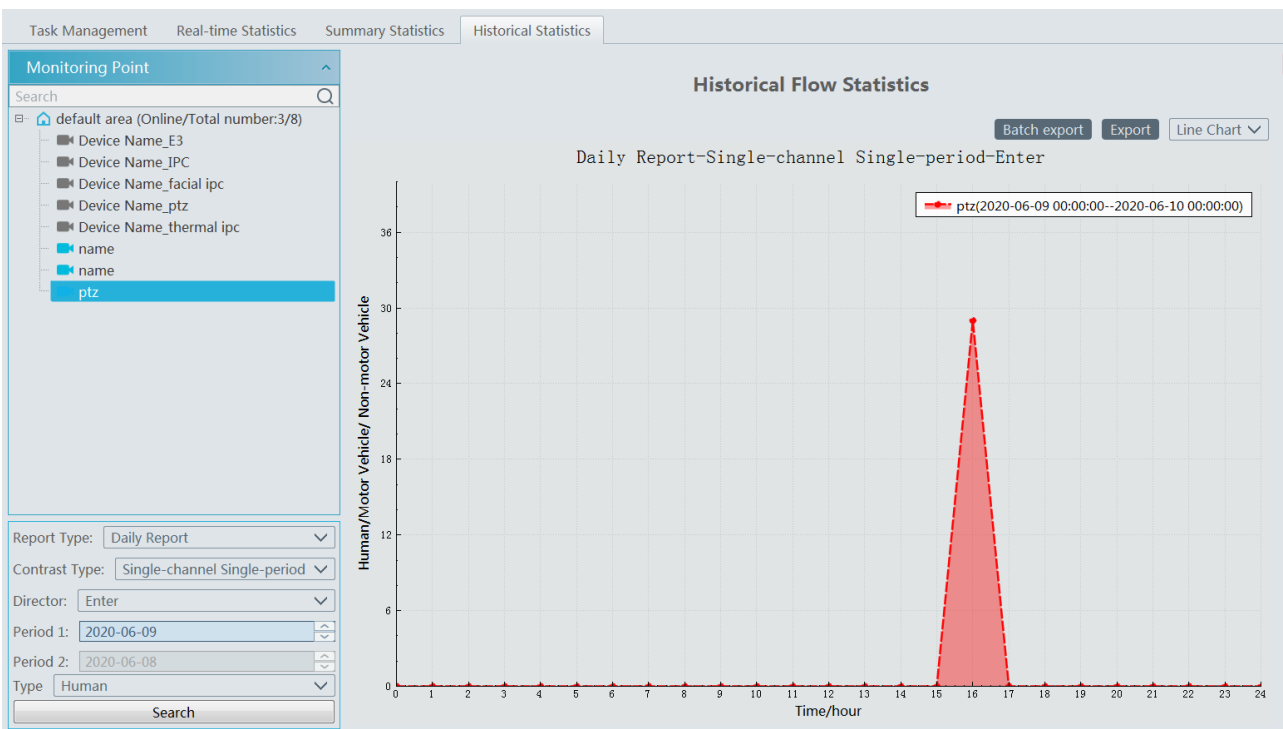 Task Management Real-time Statistics Summary Statistics Historical Statistics
Monitoring Point
Search
default area (Online/Total number:3/8)
Device Name_E3
Device Name_IPC
Device Name_facial ipc
Device Name_ptz
Device Name_thermal ipc
name
name
ptz
Report Type: Daily Report
Contrast Type: Single-channel Single-period
Director: Enter
Period 1: 2020-06-09
Period 2: 2020-06-08
Type Human
Search
Historical Flow Statistics
Batch export Export Line Chart
Daily Report-Single-channel Single-period-Enter
ptz(2020-06-09 00:00:00--2020-06-10 00:00:00)
Human/Motor Vehicle/ Non-motor Vehicle
36
30
24
18
12
6
0
0 1 2 3 4 5 6 7 8 9 10 11 12 13 14 15 16 17 18 19 20 21 22 23 24
Time/hour